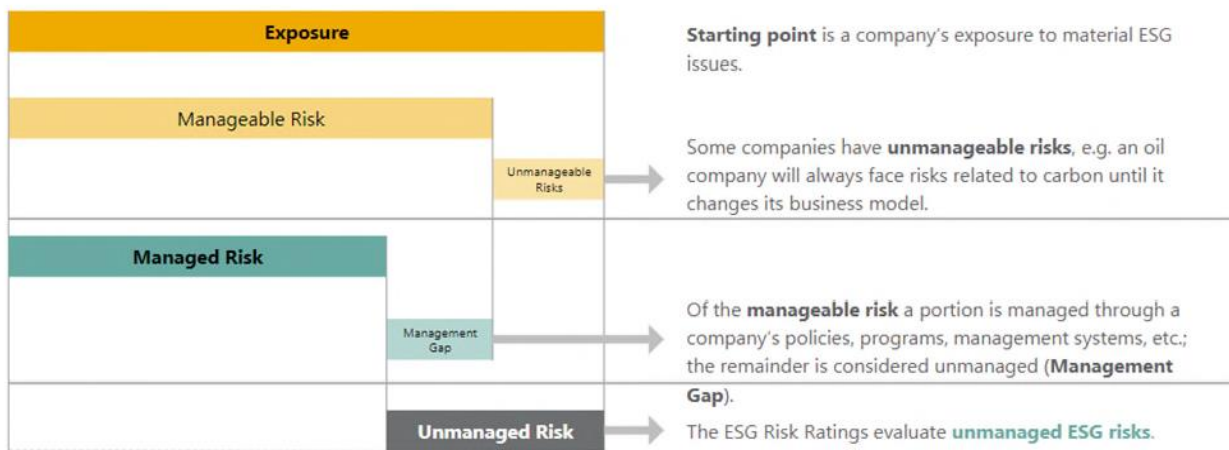 Exposure
Starting point is a company's exposure to material ESG
issues.
Manageable Risk
Unmanageable
Risks
Some companies have unmanageable risks, e.g. an oil
company will always face risks related to carbon until it
changes its business model.
Managed Risk
Management
Gap
Of the manageable risk a portion is managed through a
company's policies, programs, management systems, etc.;
the remainder is considered unmanaged (Management
Gap).
Unmanaged Risk
The ESG Risk Ratings evaluate unmanaged ESG risks.